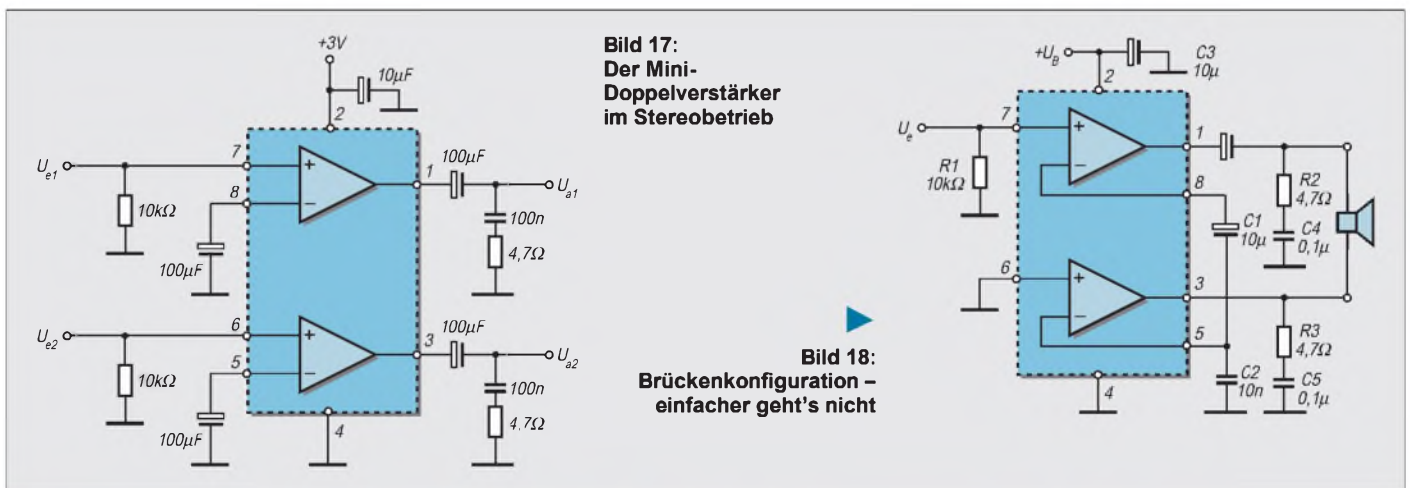 +3V
10µF
2
U_e1
7
+
1
100µF
U_a1
10kΩ
8
−
100n
4,7Ω
100µF
U_e2
6
+
3
100µF
U_a2
10kΩ
5
−
100n
4,7Ω
100µF
4
Bild 17:
Der Mini-
Doppelverstärker
im Stereobetrieb
Bild 18:
Brückenkonfiguration –
einfacher geht's nicht
+U_B
C3
10µ
2
U_e
7
+
1
R1
10kΩ
−
8
R2
4,7Ω
C1
10µ
C4
0,1µ
6
+
3
−
5
R3
4,7Ω
C2
10n
C5
0,1µ
4